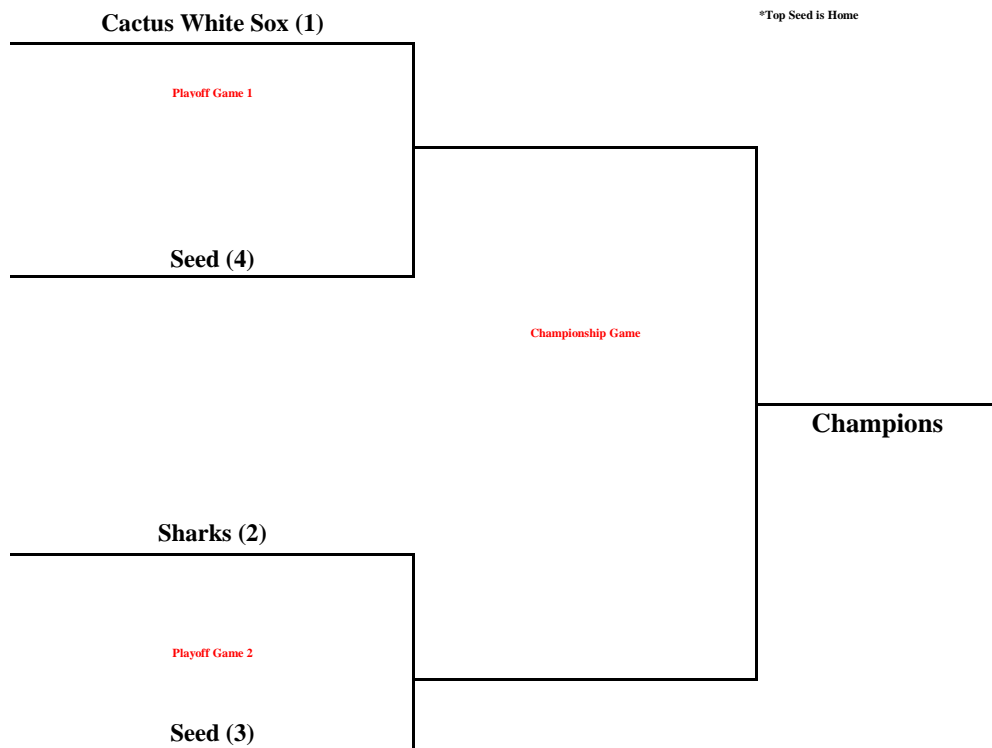 Cactus White Sox (1)
*Top Seed is Home
Playoff Game 1
Seed (4)
Championship Game
Champions
Sharks (2)
Playoff Game 2
Seed (3)